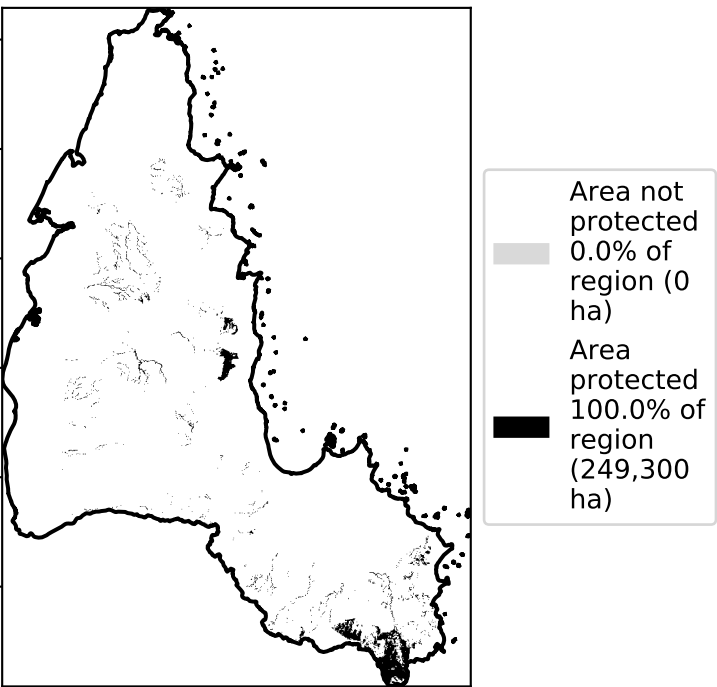 Area not
protected
0.0% of
region (0
ha)
Area
protected
100.0% of
region
(249,300
ha)